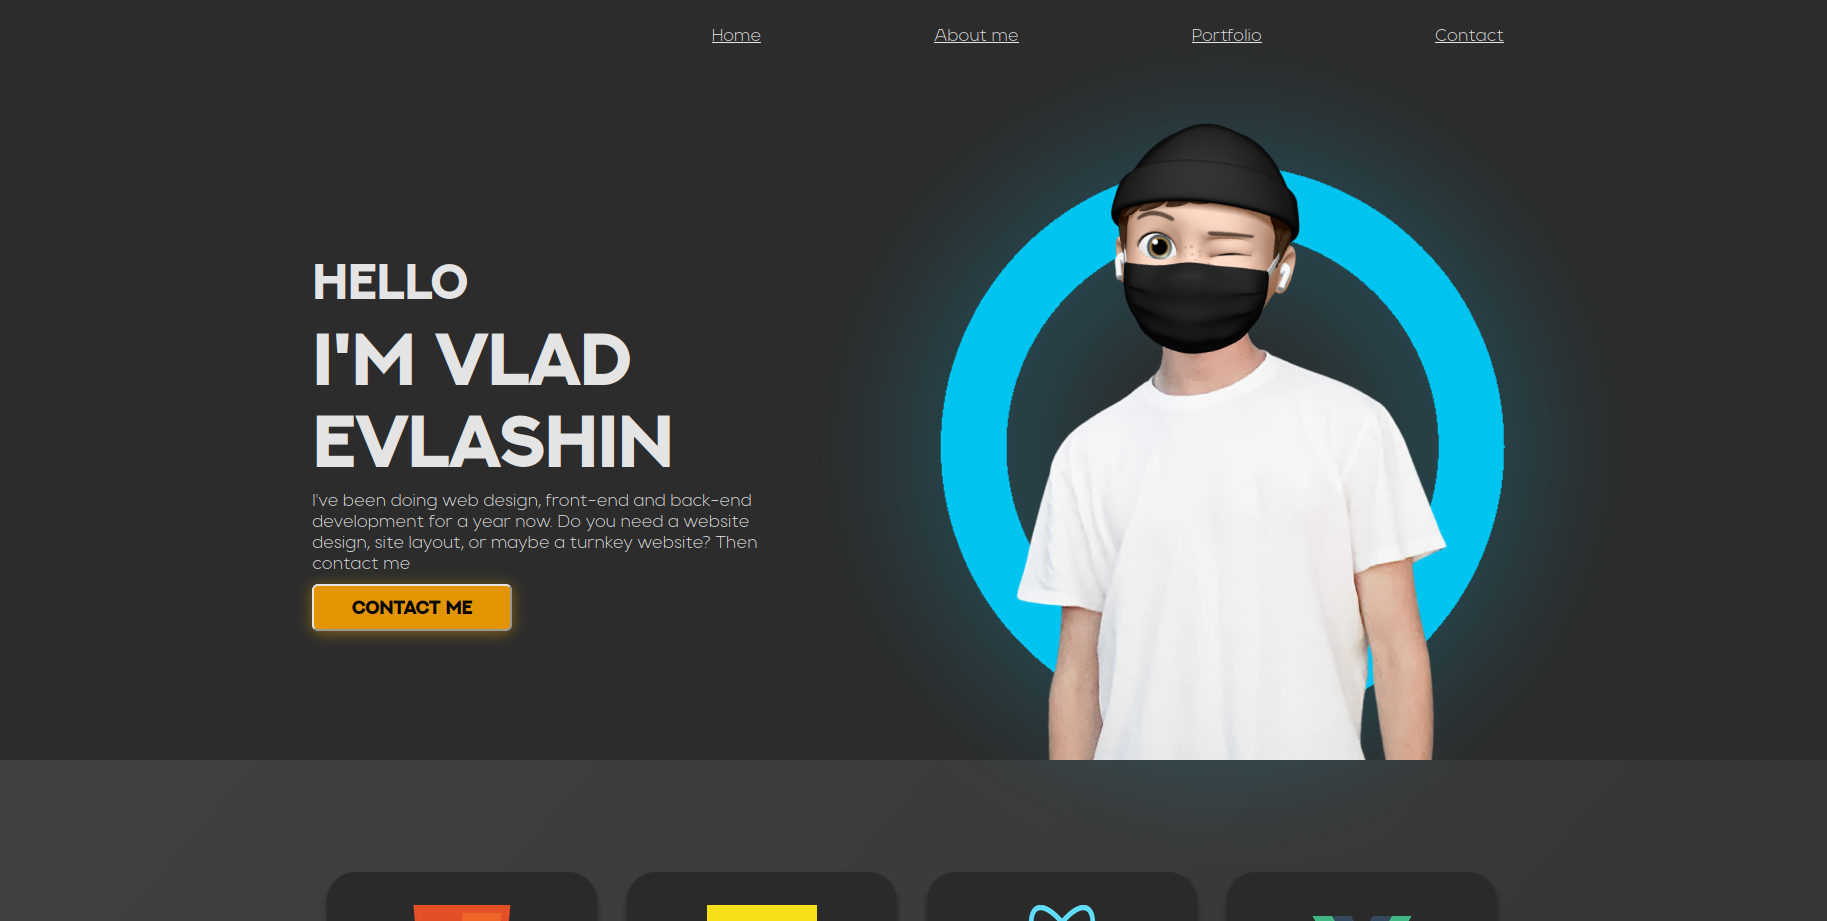 Home About me Portfolio Contact
HELLO
I'M VLAD
EVLASHIN
I've been doing web design, front-end and back-end
development for a year now. Do you need a website
design, site layout, or maybe a turnkey website? Then
contact me
CONTACT ME